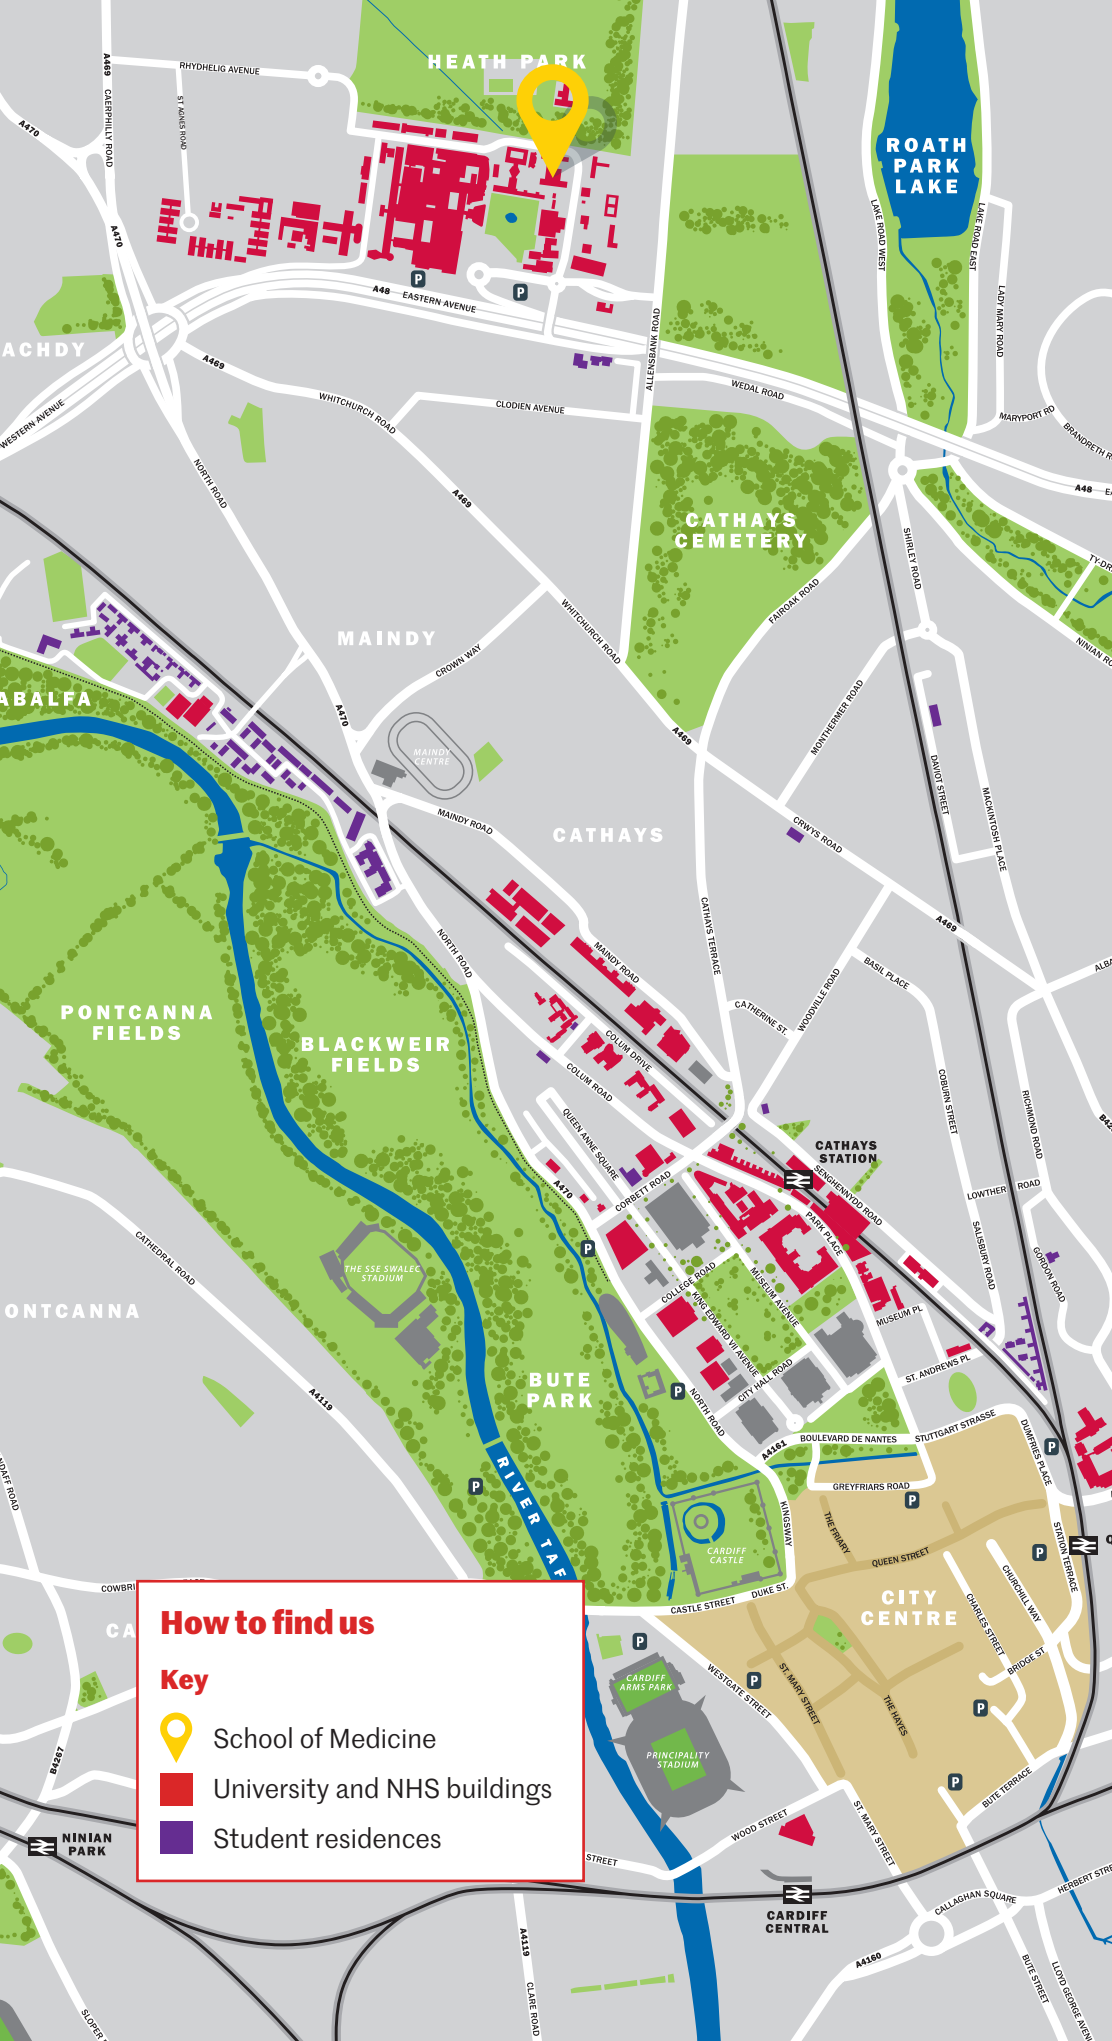 HEATH PARK
A469
RHYDHELIG AVENUE
ST AGNES ROAD
CAERPHILLY ROAD
A470
ROATH
PARK
LAKE
LAKE ROAD WEST
LAKE ROAD EAST
LADY MARY ROAD
A470
P
P
A48
EASTERN AVENUE
ALLENSBANK ROAD
ACHDY
A469
WESTERN AVENUE
WHITCHURCH ROAD
CLODIEN AVENUE
WEDAL ROAD
MARYPORT RD
BRANDRETH R
NORTH ROAD
A469
A48
CATHAYS
CEMETERY
SHIRLEY ROAD
TY-DR
FAIROAK ROAD
WHITCHURCH ROAD
MAINDY
CROWN WAY
NINIAN RO
ABALFA
A470
A469
MONTHERMER ROAD
MAINDY
CENTRE
DAVIOT STREET
MACKINTOSH PLACE
MAINDY ROAD
CATHAYS
CRWYS ROAD
A469
CATHAYS TERRACE
NORTH ROAD
MAINDY ROAD
BASIL PLACE
WOODVILLE ROAD
ALBA
CATHERINE ST.
PONTCANNA
FIELDS
BLACKWEIR
FIELDS
COLUM DRIVE
COLUM ROAD
COBURN STREET
RICHMOND ROAD
B42
QUEEN ANNE SQUARE
CATHAYS
STATION
A470
CORBETT ROAD
SENGHENNYDD ROAD
LOWTHER ROAD
PARK PLACE
SALISBURY ROAD
GORDON ROAD
P
CATHEDRAL ROAD
THE SSE SWALEC
STADIUM
COLLEGE ROAD
MUSEUM AVENUE
KING EDWARD VII AVENUE
MUSEUM PL
ONTCANNA
ST. ANDREWS PL
CITY HALL ROAD
BUTE
PARK
P
NORTH ROAD
A4119
A4161
BOULEVARD DE NANTES
STUTTGART STRASSE
DUMFRIES PLACE
P
NDAFF ROAD
RIVER TAF
P
GREYFRIARS ROAD
P
KINGSWAY
THE FRIARY
QUEEN STREET
STATION TERRACE
P
Q
CARDIFF
CASTLE
CHURCHILL WAY
CHARLES STREET
COWBRI
DUKE ST.
CASTLE STREET
CITY
CENTRE
CA
How to find us
Key
School of Medicine
University and NHS buildings
Student residences
P
BRIDGE ST
CARDIFF
ARMS PARK
WESTGATE STREET
P
ST. MARY STREET
THE HAYES
P
B4267
PRINCIPALITY
STADIUM
P
BUTE TERRACE
WOOD STREET
ST. MARY STREET
NINIAN
PARK
STREET
CARDIFF
CENTRAL
CALLAGHAN SQUARE
HERBERT STRE
A4119
A4160
CLARE ROAD
BUTE STREET
LLOYD GEORGE AVEN
SLOPER